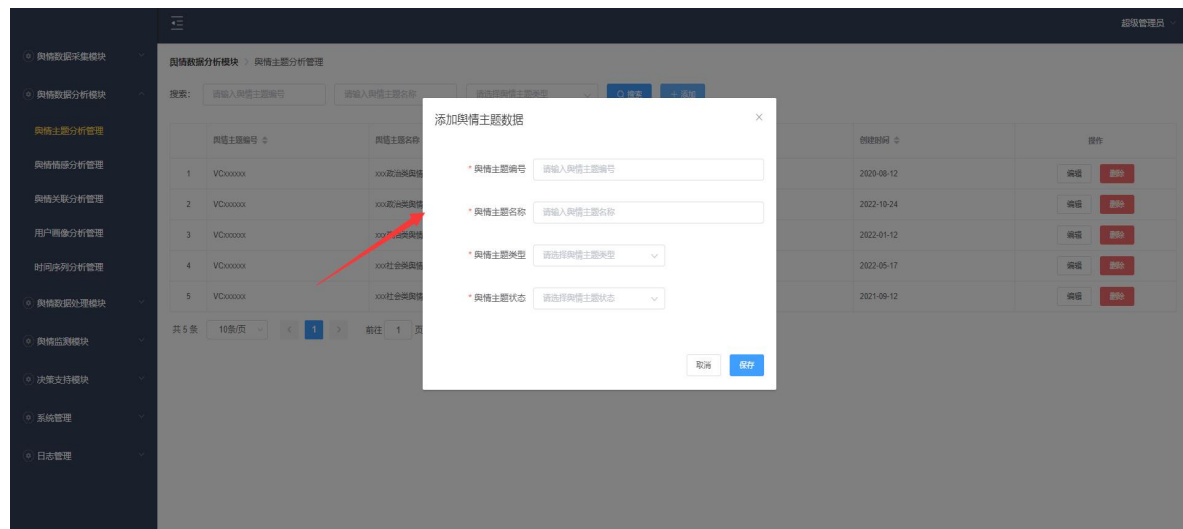 超级管理员
舆情数据采集模块
舆情数据分析模块
舆情主题分析管理
舆情情感分析管理
舆情关联分析管理
用户画像分析管理
时间序列分析管理
舆情数据处理模块
舆情监测模块
决策支持模块
系统管理
日志管理
舆情数据分析模块 > 舆情主题分析管理
搜索: 请输入舆情主题编号 请输入舆情主题名称 请选择舆情主题类型 搜索 + 添加
舆情主题编号 舆情主题名称 创建时间 操作
1 VCxxxxxx xxx政治类舆情 2020-08-12 编辑 删除
2 VCxxxxxx xxx政治类舆情 2022-10-24 编辑 删除
3 VCxxxxxx 2022-01-12 编辑 删除
4 VCxxxxxx xxx社会类舆情 2022-05-17 编辑 删除
5 VCxxxxxx xxx社会类舆情 2021-09-12 编辑 删除
共 5 条 10条/页 < 1 > 前往 1 页
添加舆情主题数据 ×
* 舆情主题编号 请输入舆情主题编号
* 舆情主题名称 请输入舆情主题名称
* 舆情主题类型 请选择舆情主题类型
* 舆情主题状态 请选择舆情主题状态
取消 保存